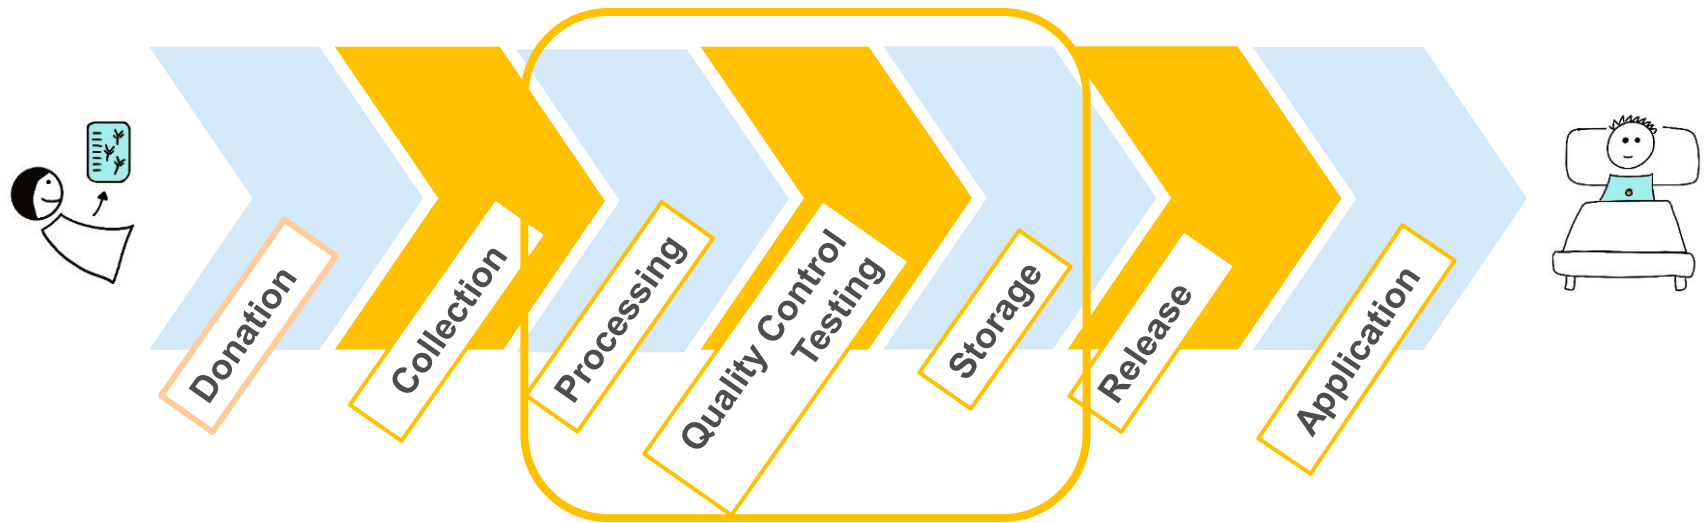 Donation
Collection
Processing
Quality Control
Testing
Storage
Release
Application